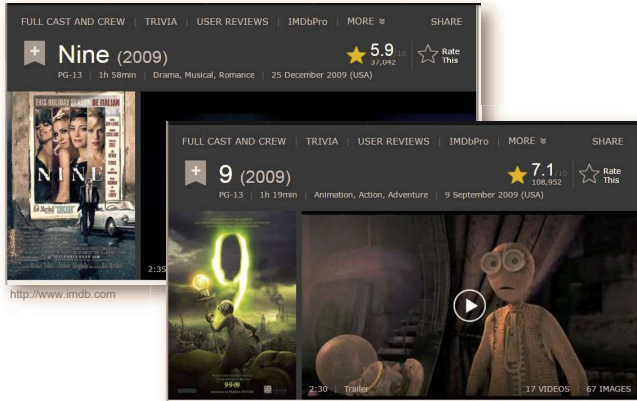 FULL CAST AND CREW | TRIVIA | USER REVIEWS | IMDbPro | MORE SHARE
Nine (2009)
5.9/10
37,042
Rate
This
PG-13 | 1h 58min | Drama, Musical, Romance | 25 December 2009 (USA)
THIS HOLIDAY SEASON, BE ITALIAN
NINE
2:35
http://www.imdb.com
FULL CAST AND CREW | TRIVIA | USER REVIEWS | IMDbPro | MORE SHARE
9 (2009)
7.1/10
108,952
Rate
This
PG-13 | 1h 19min | Animation, Action, Adventure | 9 September 2009 (USA)
9
9·9·09
2:30 | Trailer
17 VIDEOS | 67 IMAGES